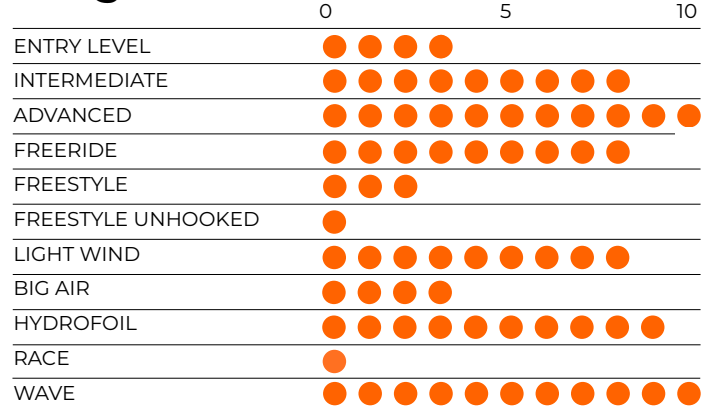 0 5 10
ENTRY LEVEL
INTERMEDIATE
ADVANCED
FREERIDE
FREESTYLE
FREESTYLE UNHOOKED
LIGHT WIND
BIG AIR
HYDROFOIL
RACE
WAVE